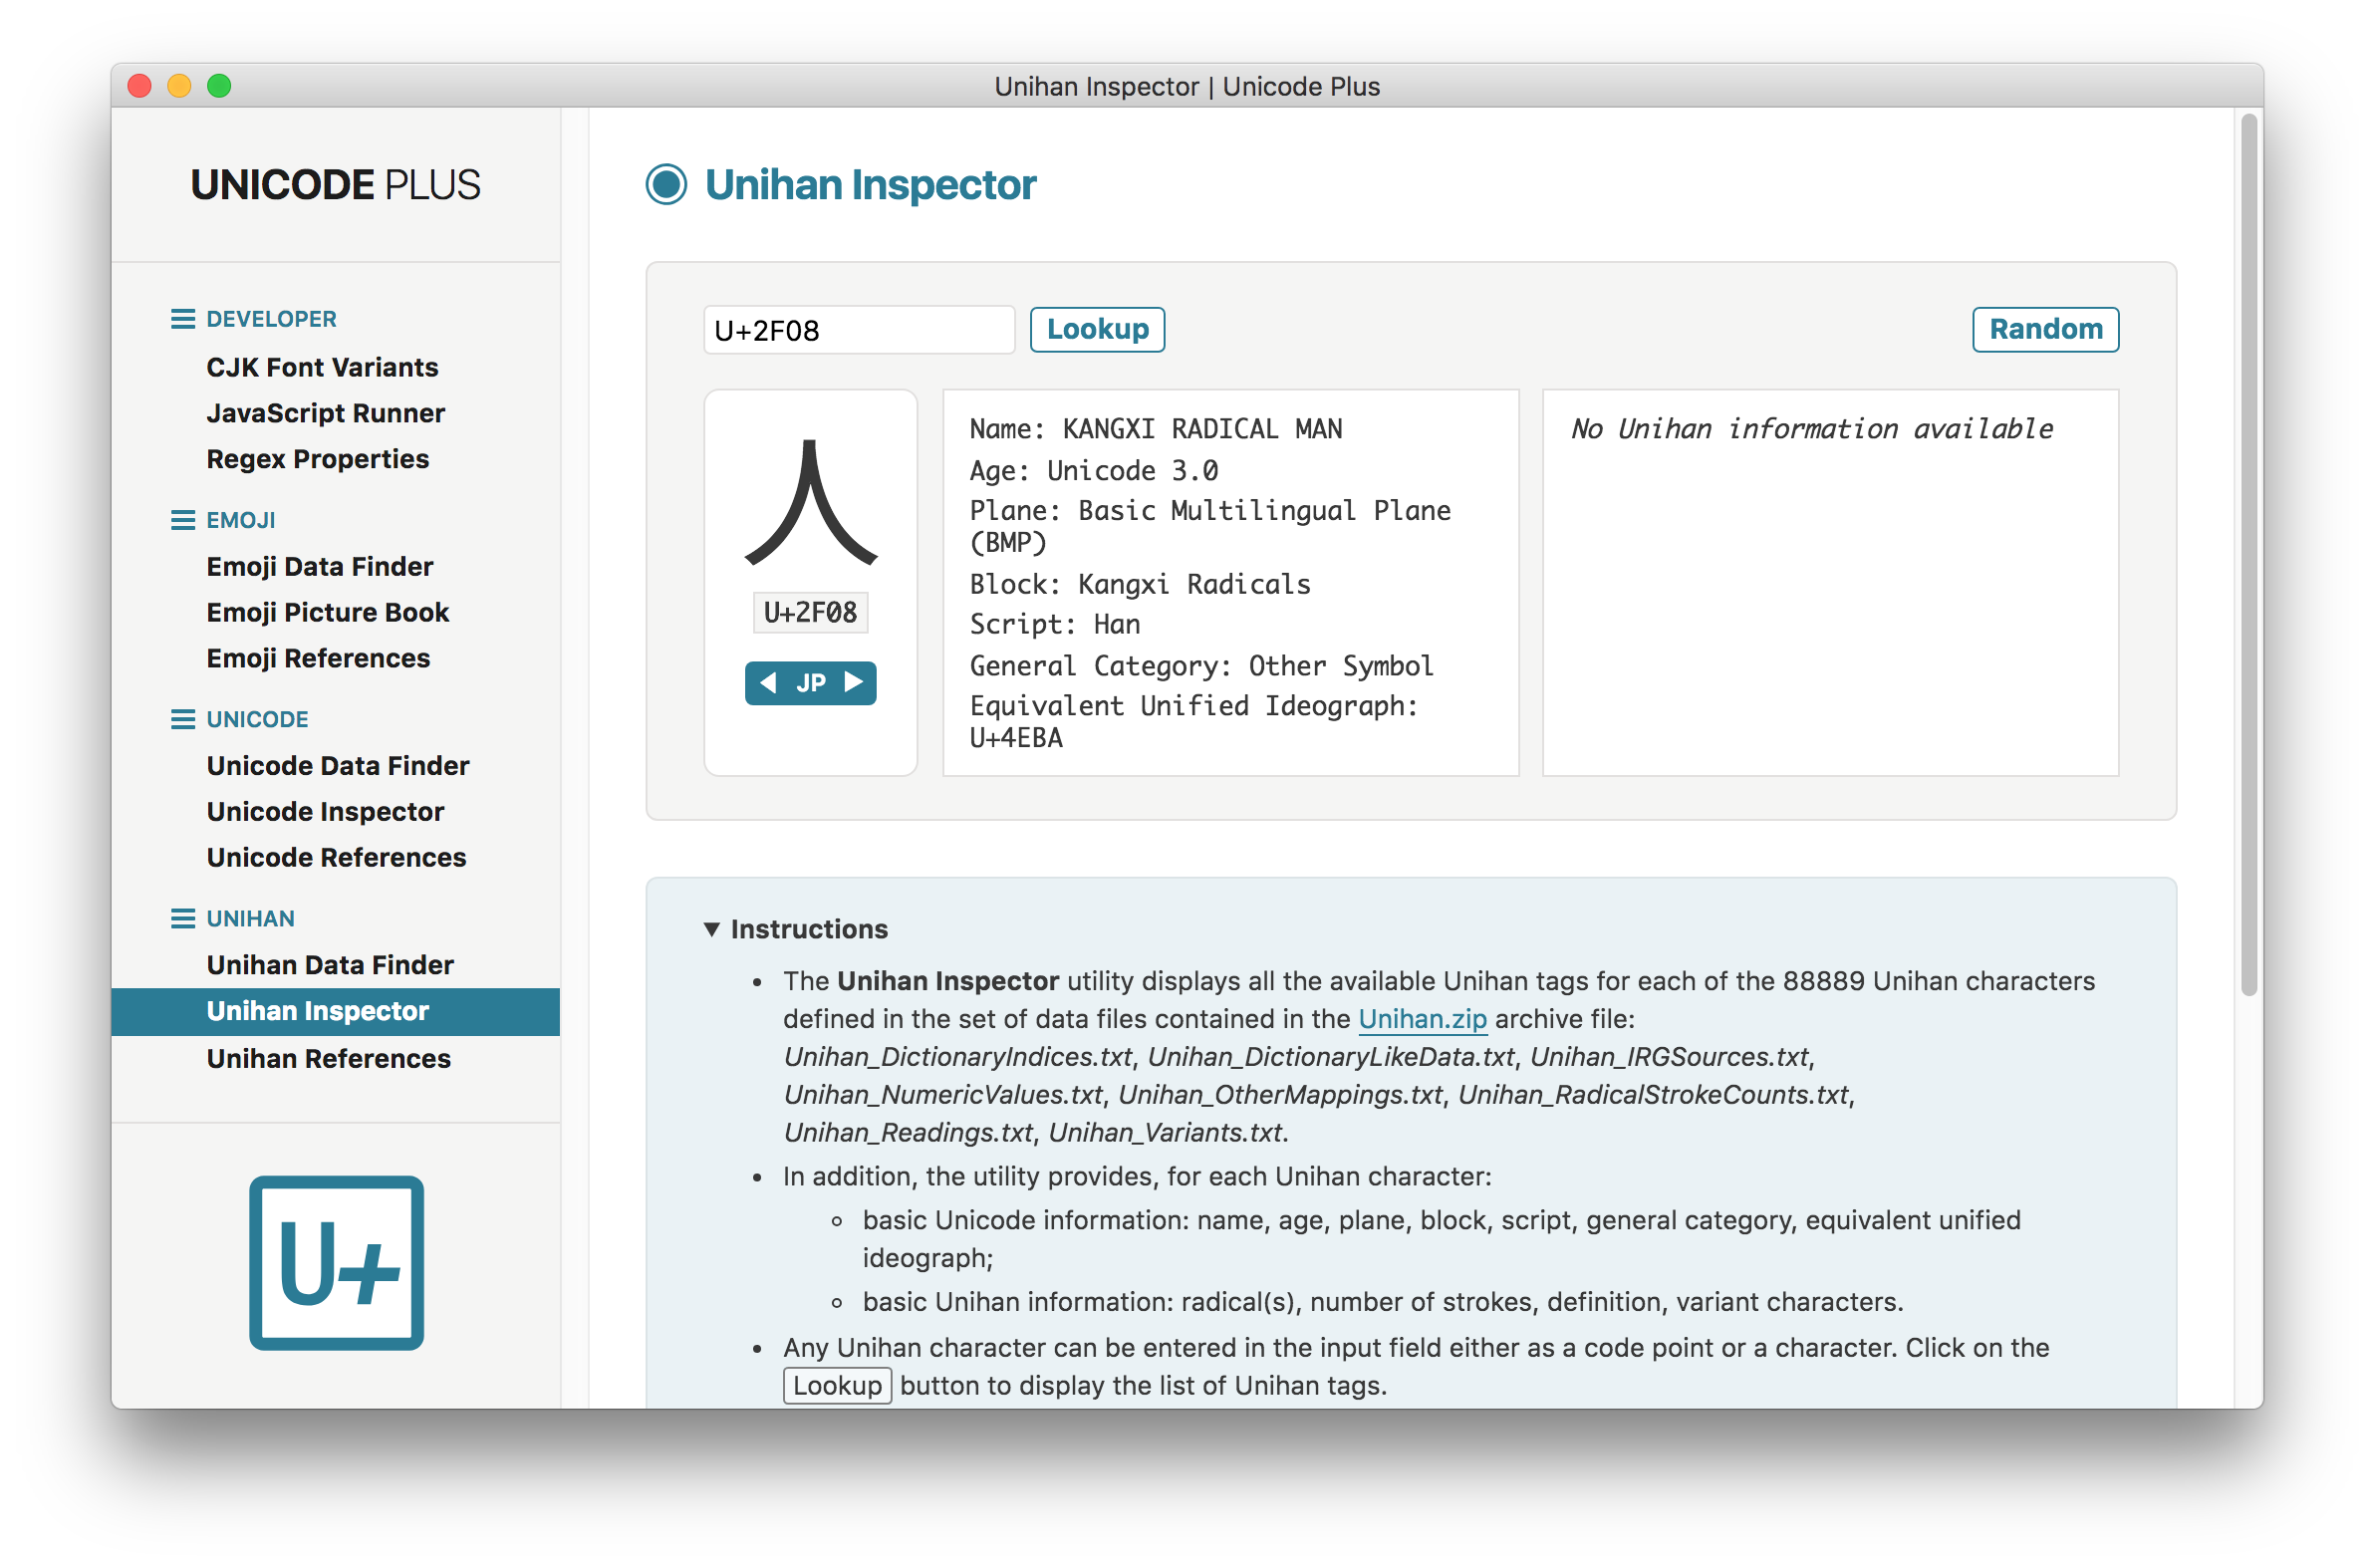 Unihan Inspector | Unicode Plus
UNICODE PLUS
DEVELOPER
CJK Font Variants
JavaScript Runner
Regex Properties
EMOJI
Emoji Data Finder
Emoji Picture Book
Emoji References
UNICODE
Unicode Data Finder
Unicode Inspector
Unicode References
UNIHAN
Unihan Data Finder
Unihan Inspector
Unihan References
U+
Unihan Inspector
U+2F08
Lookup
Random
⼈
U+2F08
JP
Name: KANGXI RADICAL MAN
Age: Unicode 3.0
Plane: Basic Multilingual Plane
(BMP)
Block: Kangxi Radicals
Script: Han
General Category: Other Symbol
Equivalent Unified Ideograph:
U+4EBA
No Unihan information available
Instructions
The Unihan Inspector utility displays all the available Unihan tags for each of the 88889 Unihan characters
defined in the set of data files contained in the Unihan.zip archive file:
Unihan_DictionaryIndices.txt, Unihan_DictionaryLikeData.txt, Unihan_IRGSources.txt,
Unihan_NumericValues.txt, Unihan_OtherMappings.txt, Unihan_RadicalStrokeCounts.txt,
Unihan_Readings.txt, Unihan_Variants.txt.
In addition, the utility provides, for each Unihan character:
basic Unicode information: name, age, plane, block, script, general category, equivalent unified
ideograph;
basic Unihan information: radical(s), number of strokes, definition, variant characters.
Any Unihan character can be entered in the input field either as a code point or a character. Click on the
Lookup button to display the list of Unihan tags.